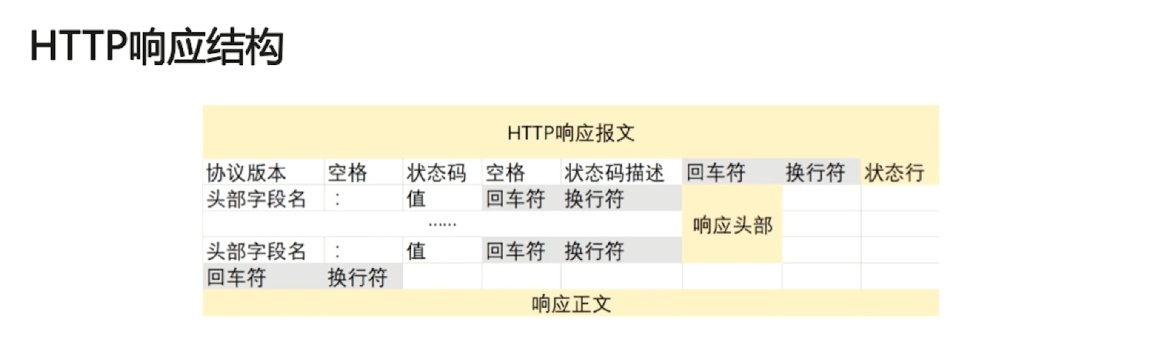 HTTP响应结构
HTTP响应报文
协议版本 空格 状态码 空格 状态码描述 回车符 换行符 状态行
头部字段名 : 值 回车符 换行符
响应头部
……
头部字段名 : 值 回车符 换行符
回车符 换行符
响应正文